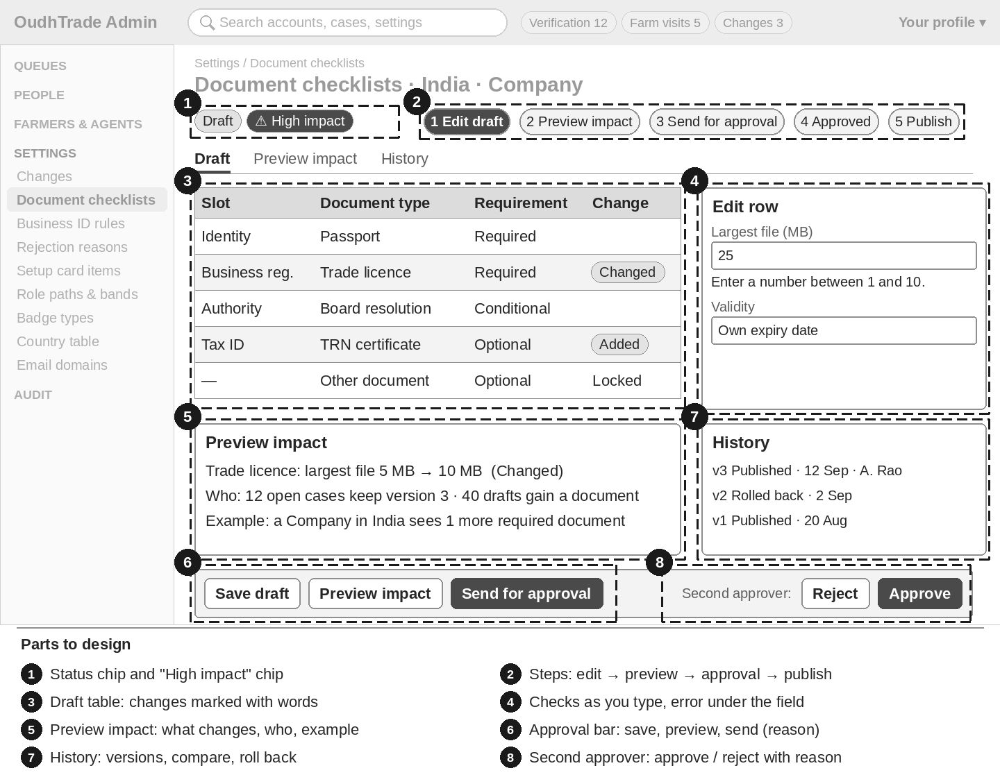 OudhTrade Admin
Search accounts, cases, settings
Verification 12
Farm visits 5
Changes 3
Your profile ▾
QUEUES
PEOPLE
FARMERS & AGENTS
SETTINGS
Changes
Document checklists
Business ID rules
Rejection reasons
Setup card items
Role paths & bands
Badge types
Country table
Email domains
AUDIT
Settings / Document checklists
Document checklists · India · Company
1
Draft
⚠ High impact
2
1 Edit draft
2 Preview impact
3 Send for approval
4 Approved
5 Publish
Draft
Preview impact
History
3
Slot Document type Requirement Change
Identity Passport Required
Business reg. Trade licence Required Changed
Authority Board resolution Conditional
Tax ID TRN certificate Optional Added
— Other document Optional Locked
4
Edit row
Largest file (MB)
25
Enter a number between 1 and 10.
Validity
Own expiry date
5
Preview impact
Trade licence: largest file 5 MB → 10 MB (Changed)
Who: 12 open cases keep version 3 · 40 drafts gain a document
Example: a Company in India sees 1 more required document
7
History
v3 Published · 12 Sep · A. Rao
v2 Rolled back · 2 Sep
v1 Published · 20 Aug
6
Save draft
Preview impact
Send for approval
8
Second approver:
Reject
Approve
Parts to design
1 Status chip and "High impact" chip
2 Steps: edit → preview → approval → publish
3 Draft table: changes marked with words
4 Checks as you type, error under the field
5 Preview impact: what changes, who, example
6 Approval bar: save, preview, send (reason)
7 History: versions, compare, roll back
8 Second approver: approve / reject with reason